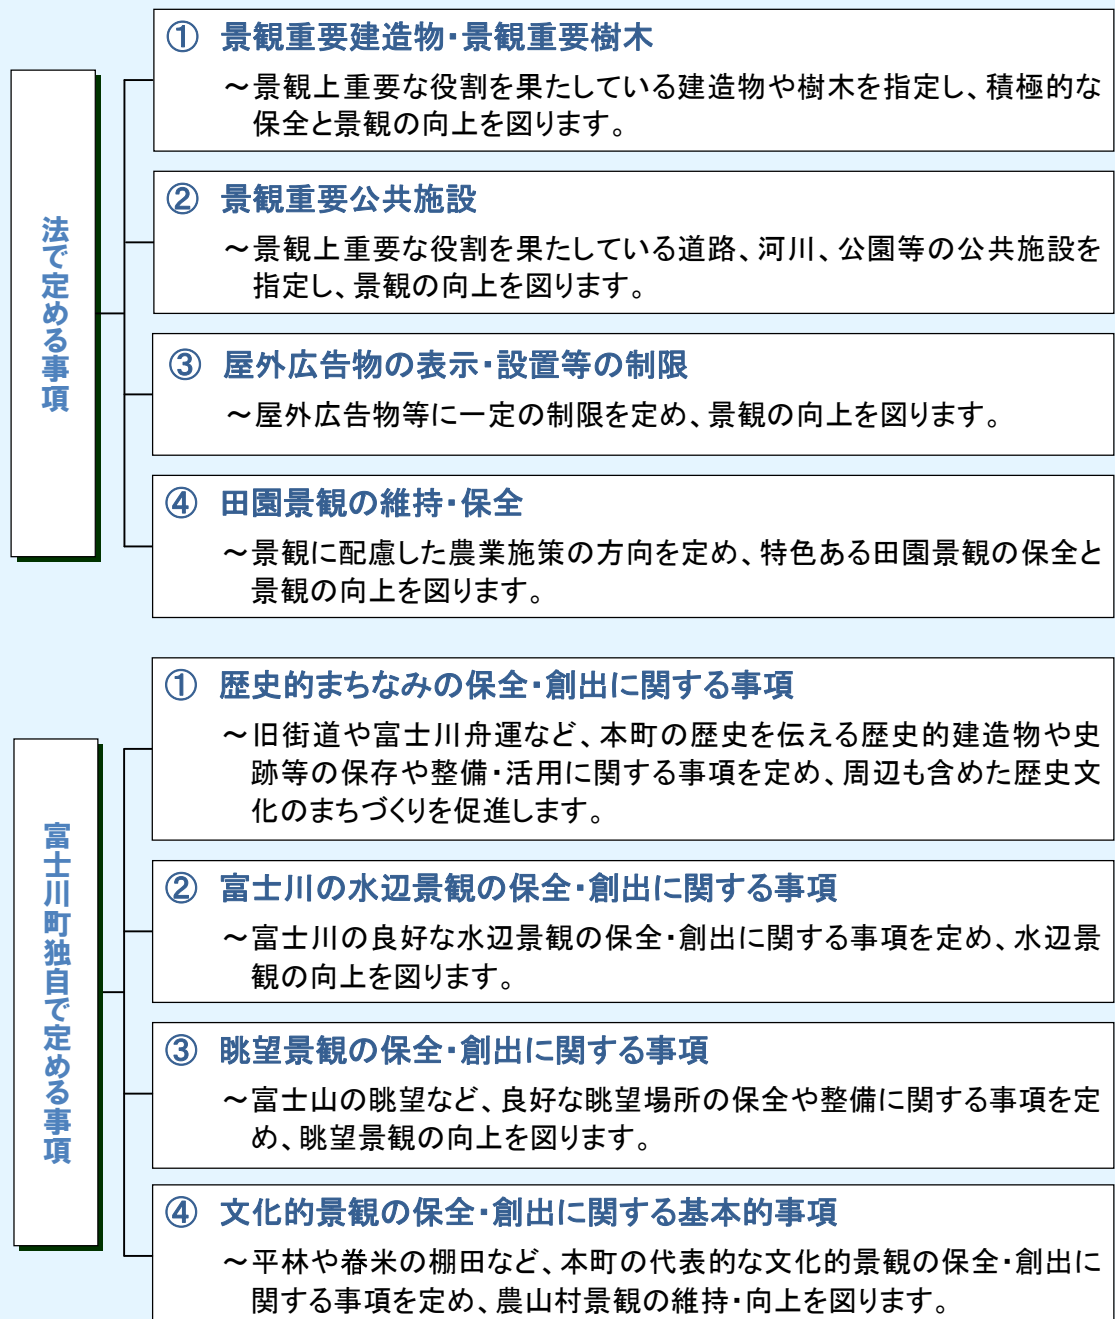 法で定める事項
① 景観重要建造物・景観重要樹木
～景観上重要な役割を果たしている建造物や樹木を指定し、積極的な
保全と景観の向上を図ります。
② 景観重要公共施設
～景観上重要な役割を果たしている道路、河川、公園等の公共施設を
指定し、景観の向上を図ります。
③ 屋外広告物の表示・設置等の制限
～屋外広告物等に一定の制限を定め、景観の向上を図ります。
④ 田園景観の維持・保全
～景観に配慮した農業施策の方向を定め、特色ある田園景観の保全と
景観の向上を図ります。
富士川町独自で定める事項
① 歴史的まちなみの保全・創出に関する事項
～旧街道や富士川舟運など、本町の歴史を伝える歴史的建造物や史
跡等の保存や整備・活用に関する事項を定め、周辺も含めた歴史文
化のまちづくりを促進します。
② 富士川の水辺景観の保全・創出に関する事項
～富士川の良好な水辺景観の保全・創出に関する事項を定め、水辺景
観の向上を図ります。
③ 眺望景観の保全・創出に関する事項
～富士山の眺望など、良好な眺望場所の保全や整備に関する事項を定
め、眺望景観の向上を図ります。
④ 文化的景観の保全・創出に関する基本的事項
～平林や舂米の棚田など、本町の代表的な文化的景観の保全・創出に
関する事項を定め、農山村景観の維持・向上を図ります。